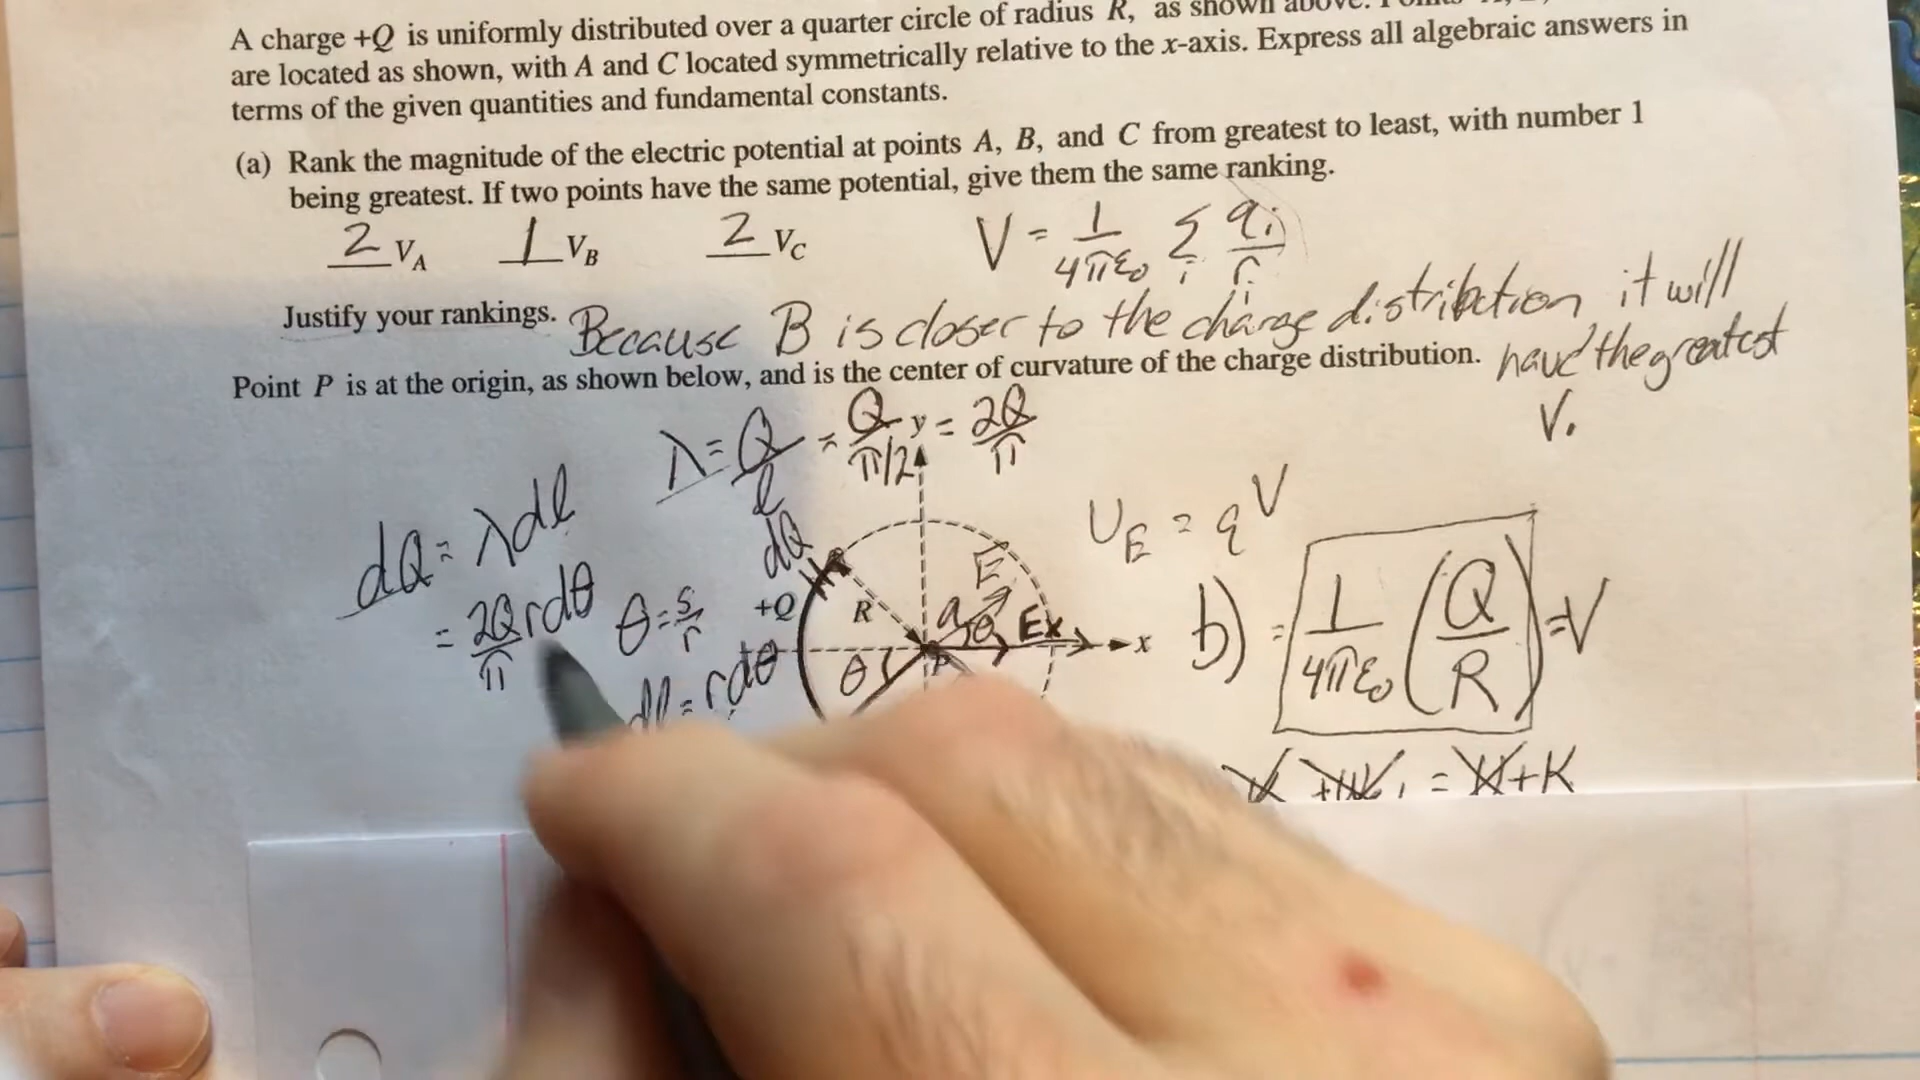 A charge +Q is uniformly distributed over a quarter circle of radius R, as shown above.
are located as shown, with A and C located symmetrically relative to the x-axis. Express all algebraic answers in
terms of the given quantities and fundamental constants.
(a) Rank the magnitude of the electric potential at points A, B, and C from greatest to least, with number 1
being greatest. If two points have the same potential, give them the same ranking.
2 V_A 1 V_B 2 V_C V = 1/4πε₀ Σ_i q_i/r_i
Justify your rankings. Because B is closer to the charge distribution it will
have the greatest
V.
Point P is at the origin, as shown below, and is the center of curvature of the charge distribution.
λ = Q/l = Q/π/2 = 2Q/π
y
dQ = λdl
= 2Q/π rdθ
θ = s/r
dl = rdθ
dQ
+Q
R
E
θ
Ex
x
θ
P
U_E = qV
b) = 1/4πε₀ (Q/R) = V
+ K